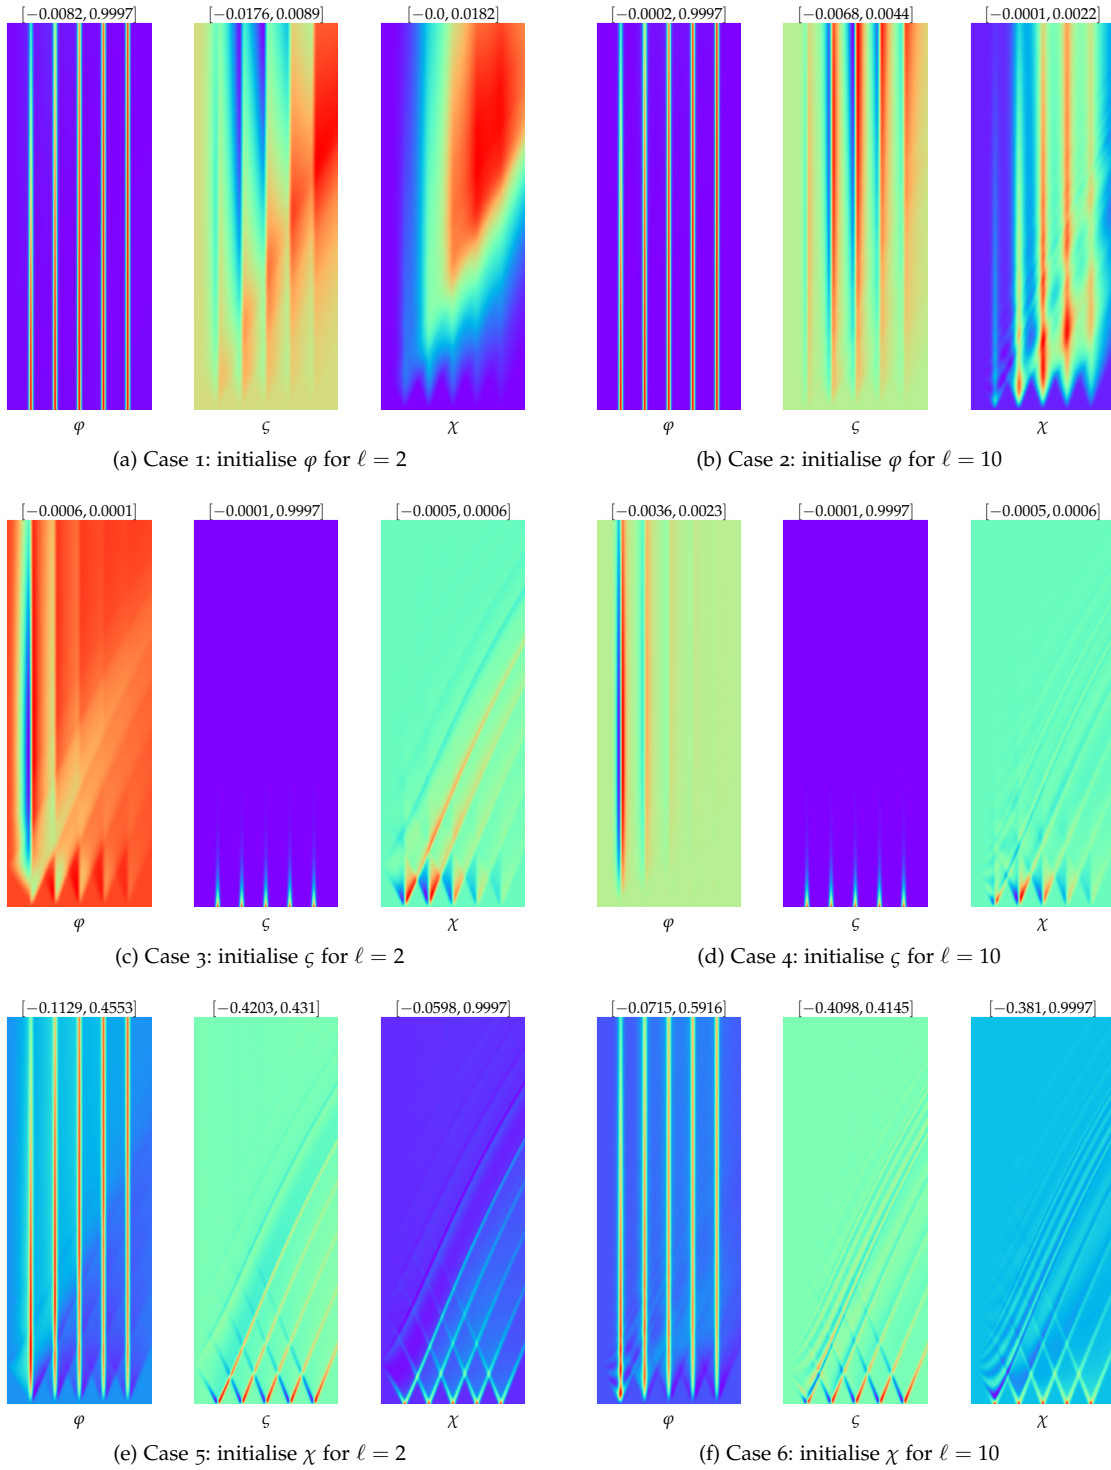 [−0.0082, 0.9997] [−0.0176, 0.0089] [−0.0, 0.0182] [−0.0002, 0.9997] [−0.0068, 0.0044] [−0.0001, 0.0022]
φ ς χ φ ς χ
(a) Case 1: initialise φ for ℓ = 2 (b) Case 2: initialise φ for ℓ = 10
[−0.0006, 0.0001] [−0.0001, 0.9997] [−0.0005, 0.0006] [−0.0036, 0.0023] [−0.0001, 0.9997] [−0.0005, 0.0006]
φ ς χ φ ς χ
(c) Case 3: initialise ς for ℓ = 2 (d) Case 4: initialise ς for ℓ = 10
[−0.1129, 0.4553] [−0.4203, 0.431] [−0.0598, 0.9997] [−0.0715, 0.5916] [−0.4098, 0.4145] [−0.381, 0.9997]
φ ς χ φ ς χ
(e) Case 5: initialise χ for ℓ = 2 (f) Case 6: initialise χ for ℓ = 10